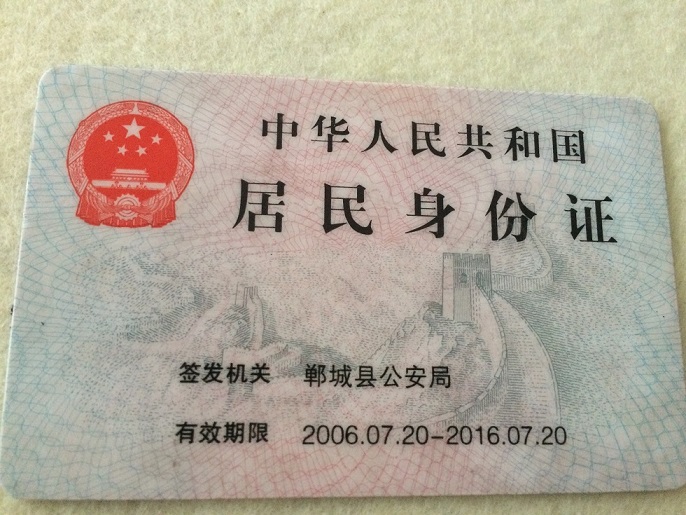 中华人民共和国
居民身份证
签发机关 郸城县公安局
有效期限 2006.07.20-2016.07.20